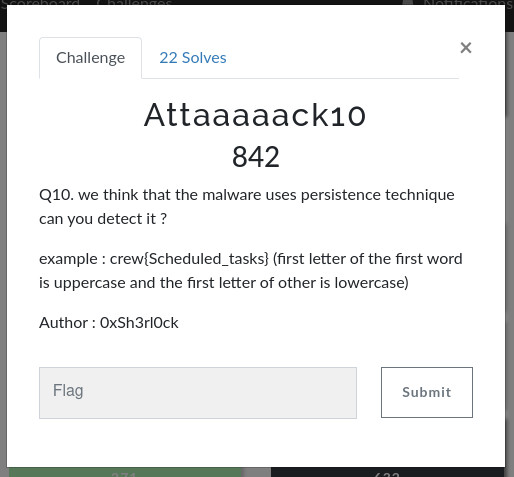 Scoreboard Challenges Notifications
×
Challenge 22 Solves
Attaaaaack10
842
Q10. we think that the malware uses persistence technique
can you detect it ?
example : crew{Scheduled_tasks} (first letter of the first word
is uppercase and the first letter of other is lowercase)
Author : 0xSh3rl0ck
Flag Submit